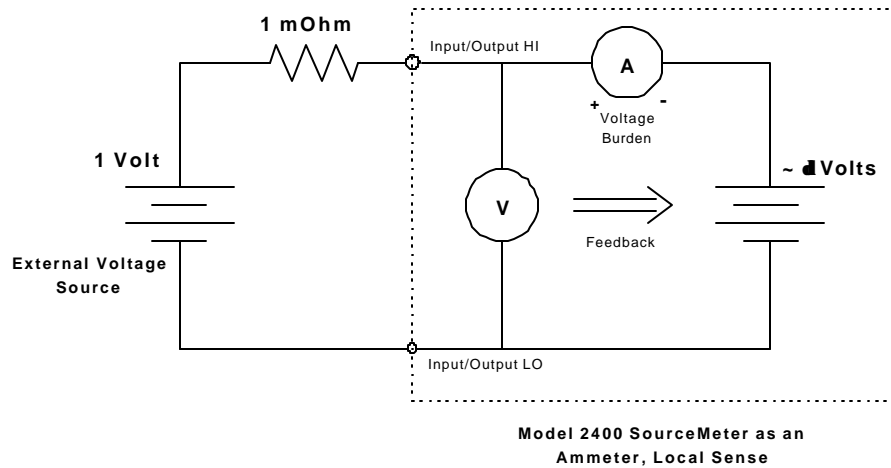 1 mOhm
Input/Output HI
A
+ -
Voltage
Burden
1 Volt
~ Volts
V
Feedback
External Voltage
Source
Input/Output LO
Model 2400 SourceMeter as an
Ammeter, Local Sense